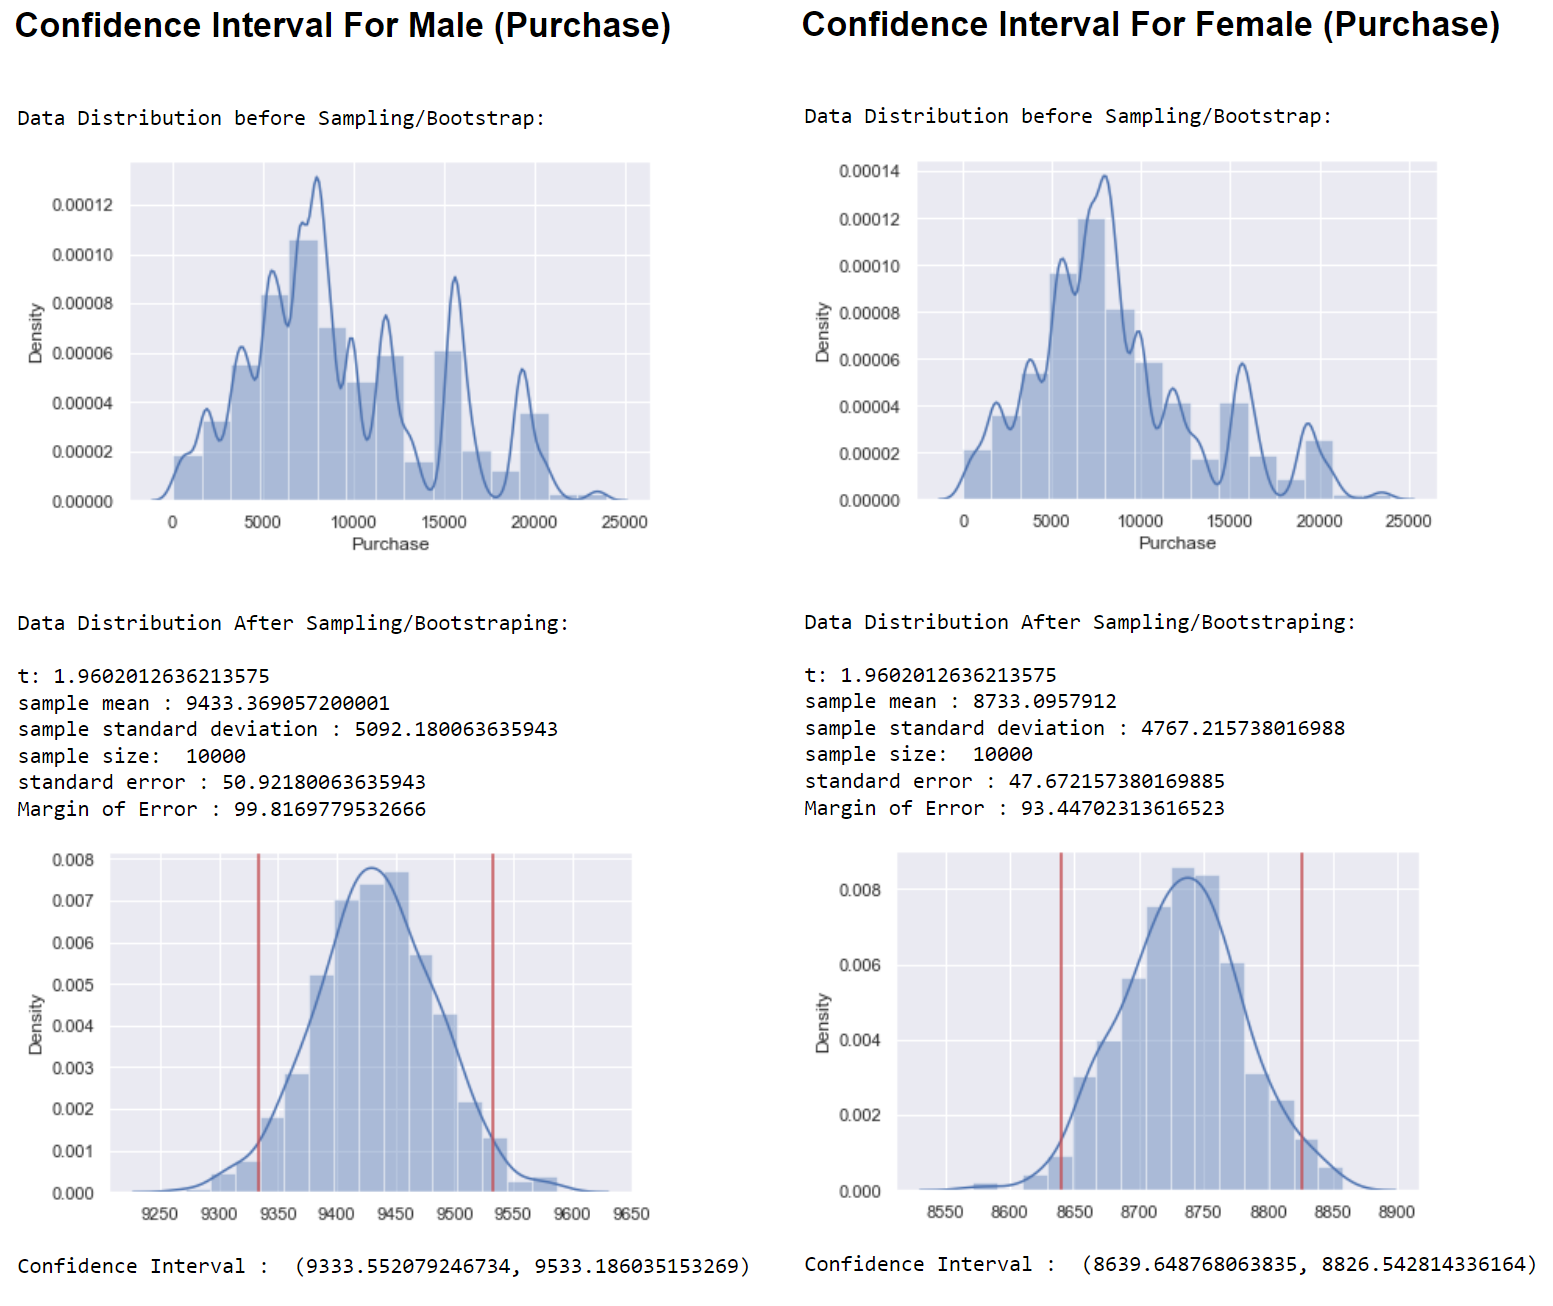 Confidence Interval For Male (Purchase)
Data Distribution before Sampling/Bootstrap:
0.00012
0.00010
0.00008
0.00006
0.00004
0.00002
0.00000
Density
0 5000 10000 15000 20000 25000
Purchase
Data Distribution After Sampling/Bootstraping:
t: 1.9602012636213575
sample mean : 9433.369057200001
sample standard deviation : 5092.180063635943
sample size:  10000
standard error : 50.92180063635943
Margin of Error : 99.8169779532666
0.008
0.007
0.006
0.005
0.004
0.003
0.002
0.001
0.000
Density
9250 9300 9350 9400 9450 9500 9550 9600 9650
Confidence Interval :  (9333.552079246734, 9533.186035153269)
Confidence Interval For Female (Purchase)
Data Distribution before Sampling/Bootstrap:
0.00014
0.00012
0.00010
0.00008
0.00006
0.00004
0.00002
0.00000
Density
0 5000 10000 15000 20000 25000
Purchase
Data Distribution After Sampling/Bootstraping:
t: 1.9602012636213575
sample mean : 8733.0957912
sample standard deviation : 4767.215738016988
sample size:  10000
standard error : 47.672157380169885
Margin of Error : 93.44702313616523
0.008
0.006
0.004
0.002
0.000
Density
8550 8600 8650 8700 8750 8800 8850 8900
Confidence Interval :  (8639.648768063835, 8826.542814336164)